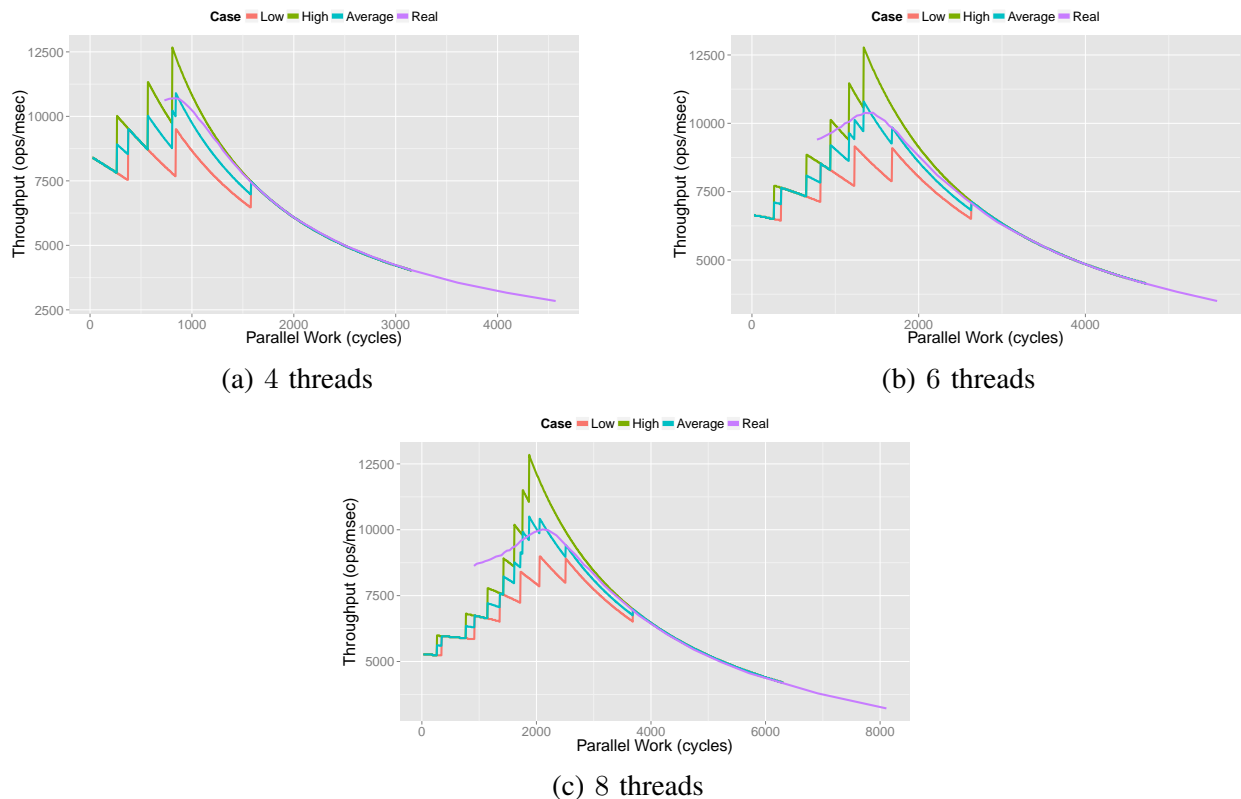 Case Low High Average Real
Case Low High Average Real
12500
10000
7500
5000
2500
Throughput (ops/msec)
0 1000 2000 3000 4000
Parallel Work (cycles)
(a) 4 threads
12500
10000
7500
5000
Throughput (ops/msec)
0 2000 4000
Parallel Work (cycles)
(b) 6 threads
Case Low High Average Real
12500
10000
7500
5000
Throughput (ops/msec)
0 2000 4000 6000 8000
Parallel Work (cycles)
(c) 8 threads